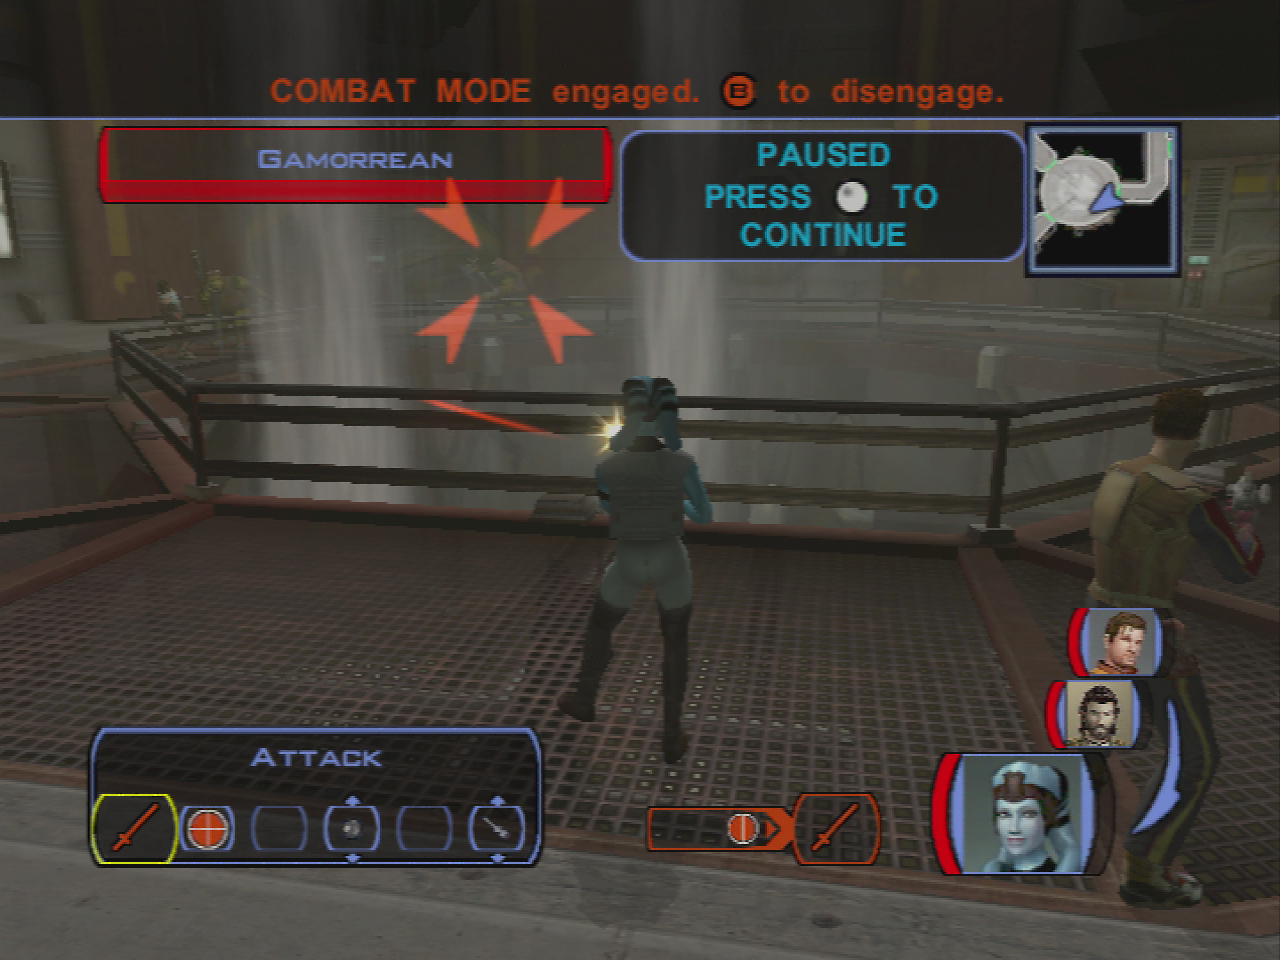 COMBAT MODE engaged. B to disengage.
GAMORREAN
PAUSED
PRESS TO
CONTINUE
ATTACK